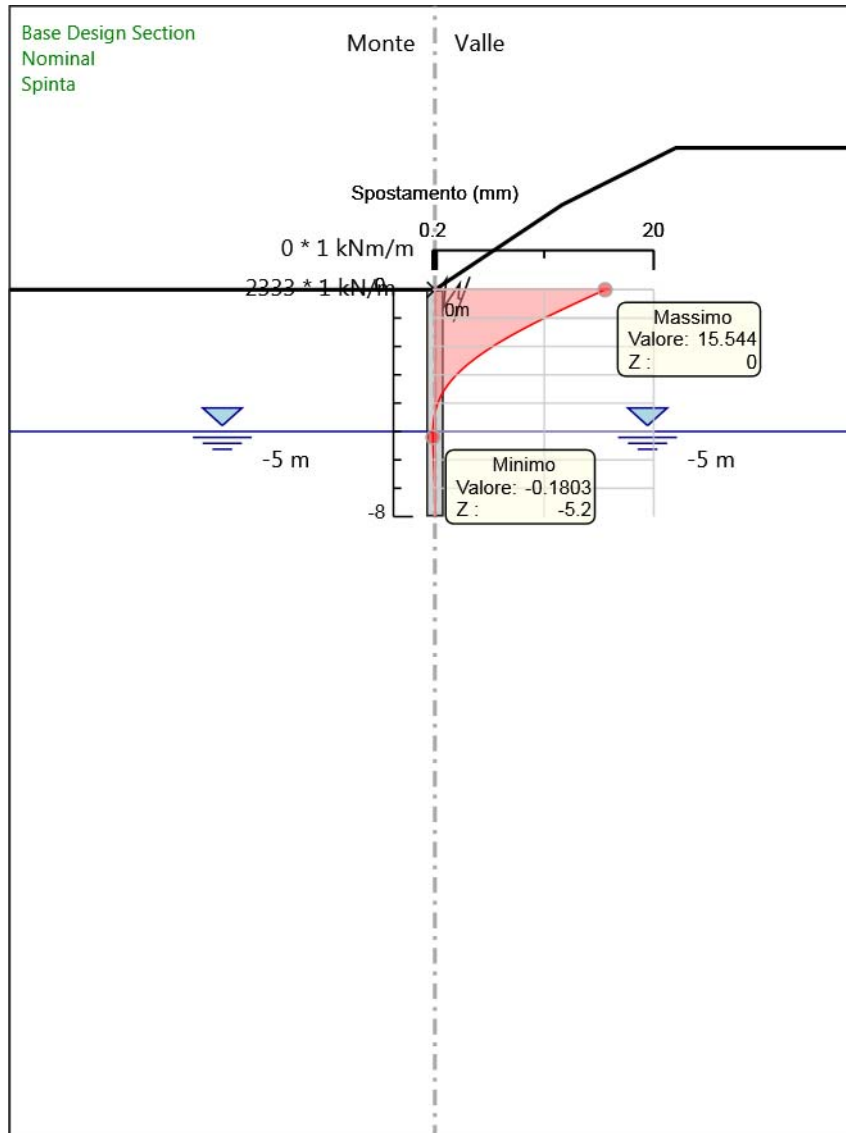 Base Design Section
Nominal
Spinta
Monte
Valle
Spostamento (mm)
0.2
20
0 * 1 kNm/m
2333 * 1 kN/m
0
0m
Massimo
Valore: 15.544
Z : 0
-5 m
-5 m
Minimo
Valore: -0.1803
Z : -5.2
-8